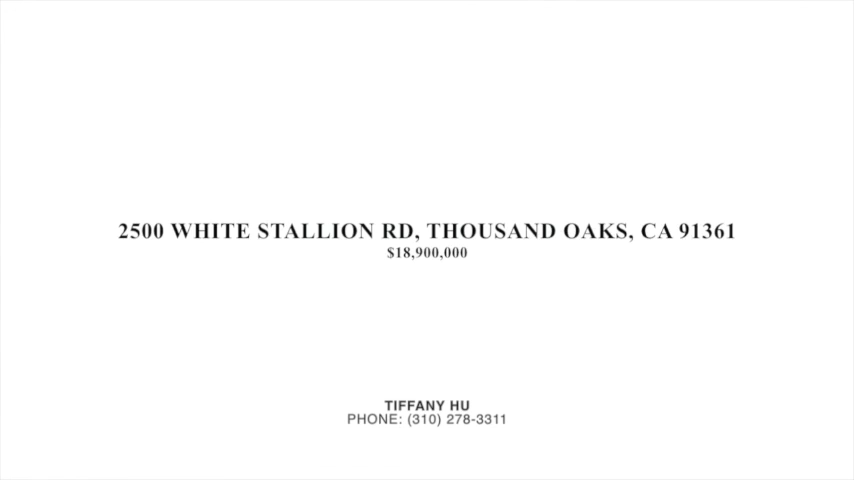 2500 WHITE STALLION RD, THOUSAND OAKS, CA 91361
$18,900,000
TIFFANY HU
PHONE: (310) 278-3311